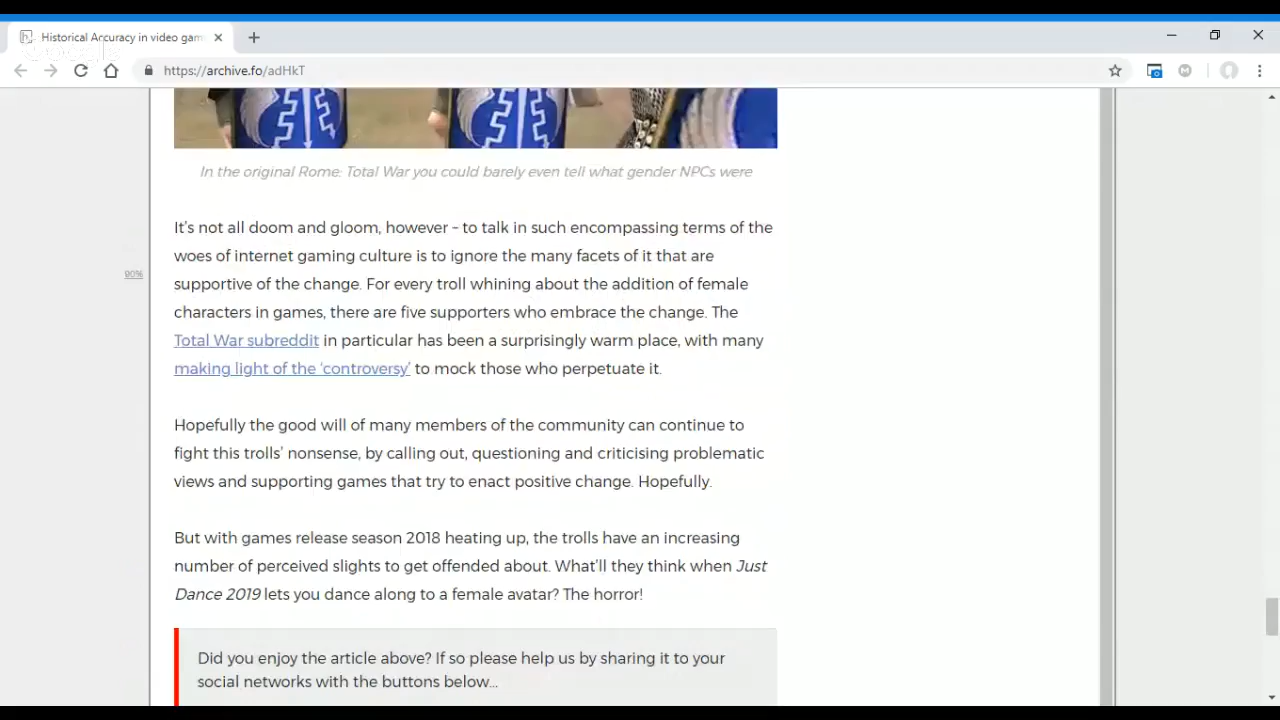 Historical Accuracy in video gam
https://archive.fo/adHkT
In the original Rome: Total War you could barely even tell what gender NPCs were
It's not all doom and gloom, however – to talk in such encompassing terms of the
woes of internet gaming culture is to ignore the many facets of it that are
90%
supportive of the change. For every troll whining about the addition of female
characters in games, there are five supporters who embrace the change. The
Total War subreddit in particular has been a surprisingly warm place, with many
making light of the 'controversy' to mock those who perpetuate it.
Hopefully the good will of many members of the community can continue to
fight this trolls' nonsense, by calling out, questioning and criticising problematic
views and supporting games that try to enact positive change. Hopefully.
But with games release season 2018 heating up, the trolls have an increasing
number of perceived slights to get offended about. What'll they think when Just
Dance 2019 lets you dance along to a female avatar? The horror!
Did you enjoy the article above? If so please help us by sharing it to your
social networks with the buttons below...